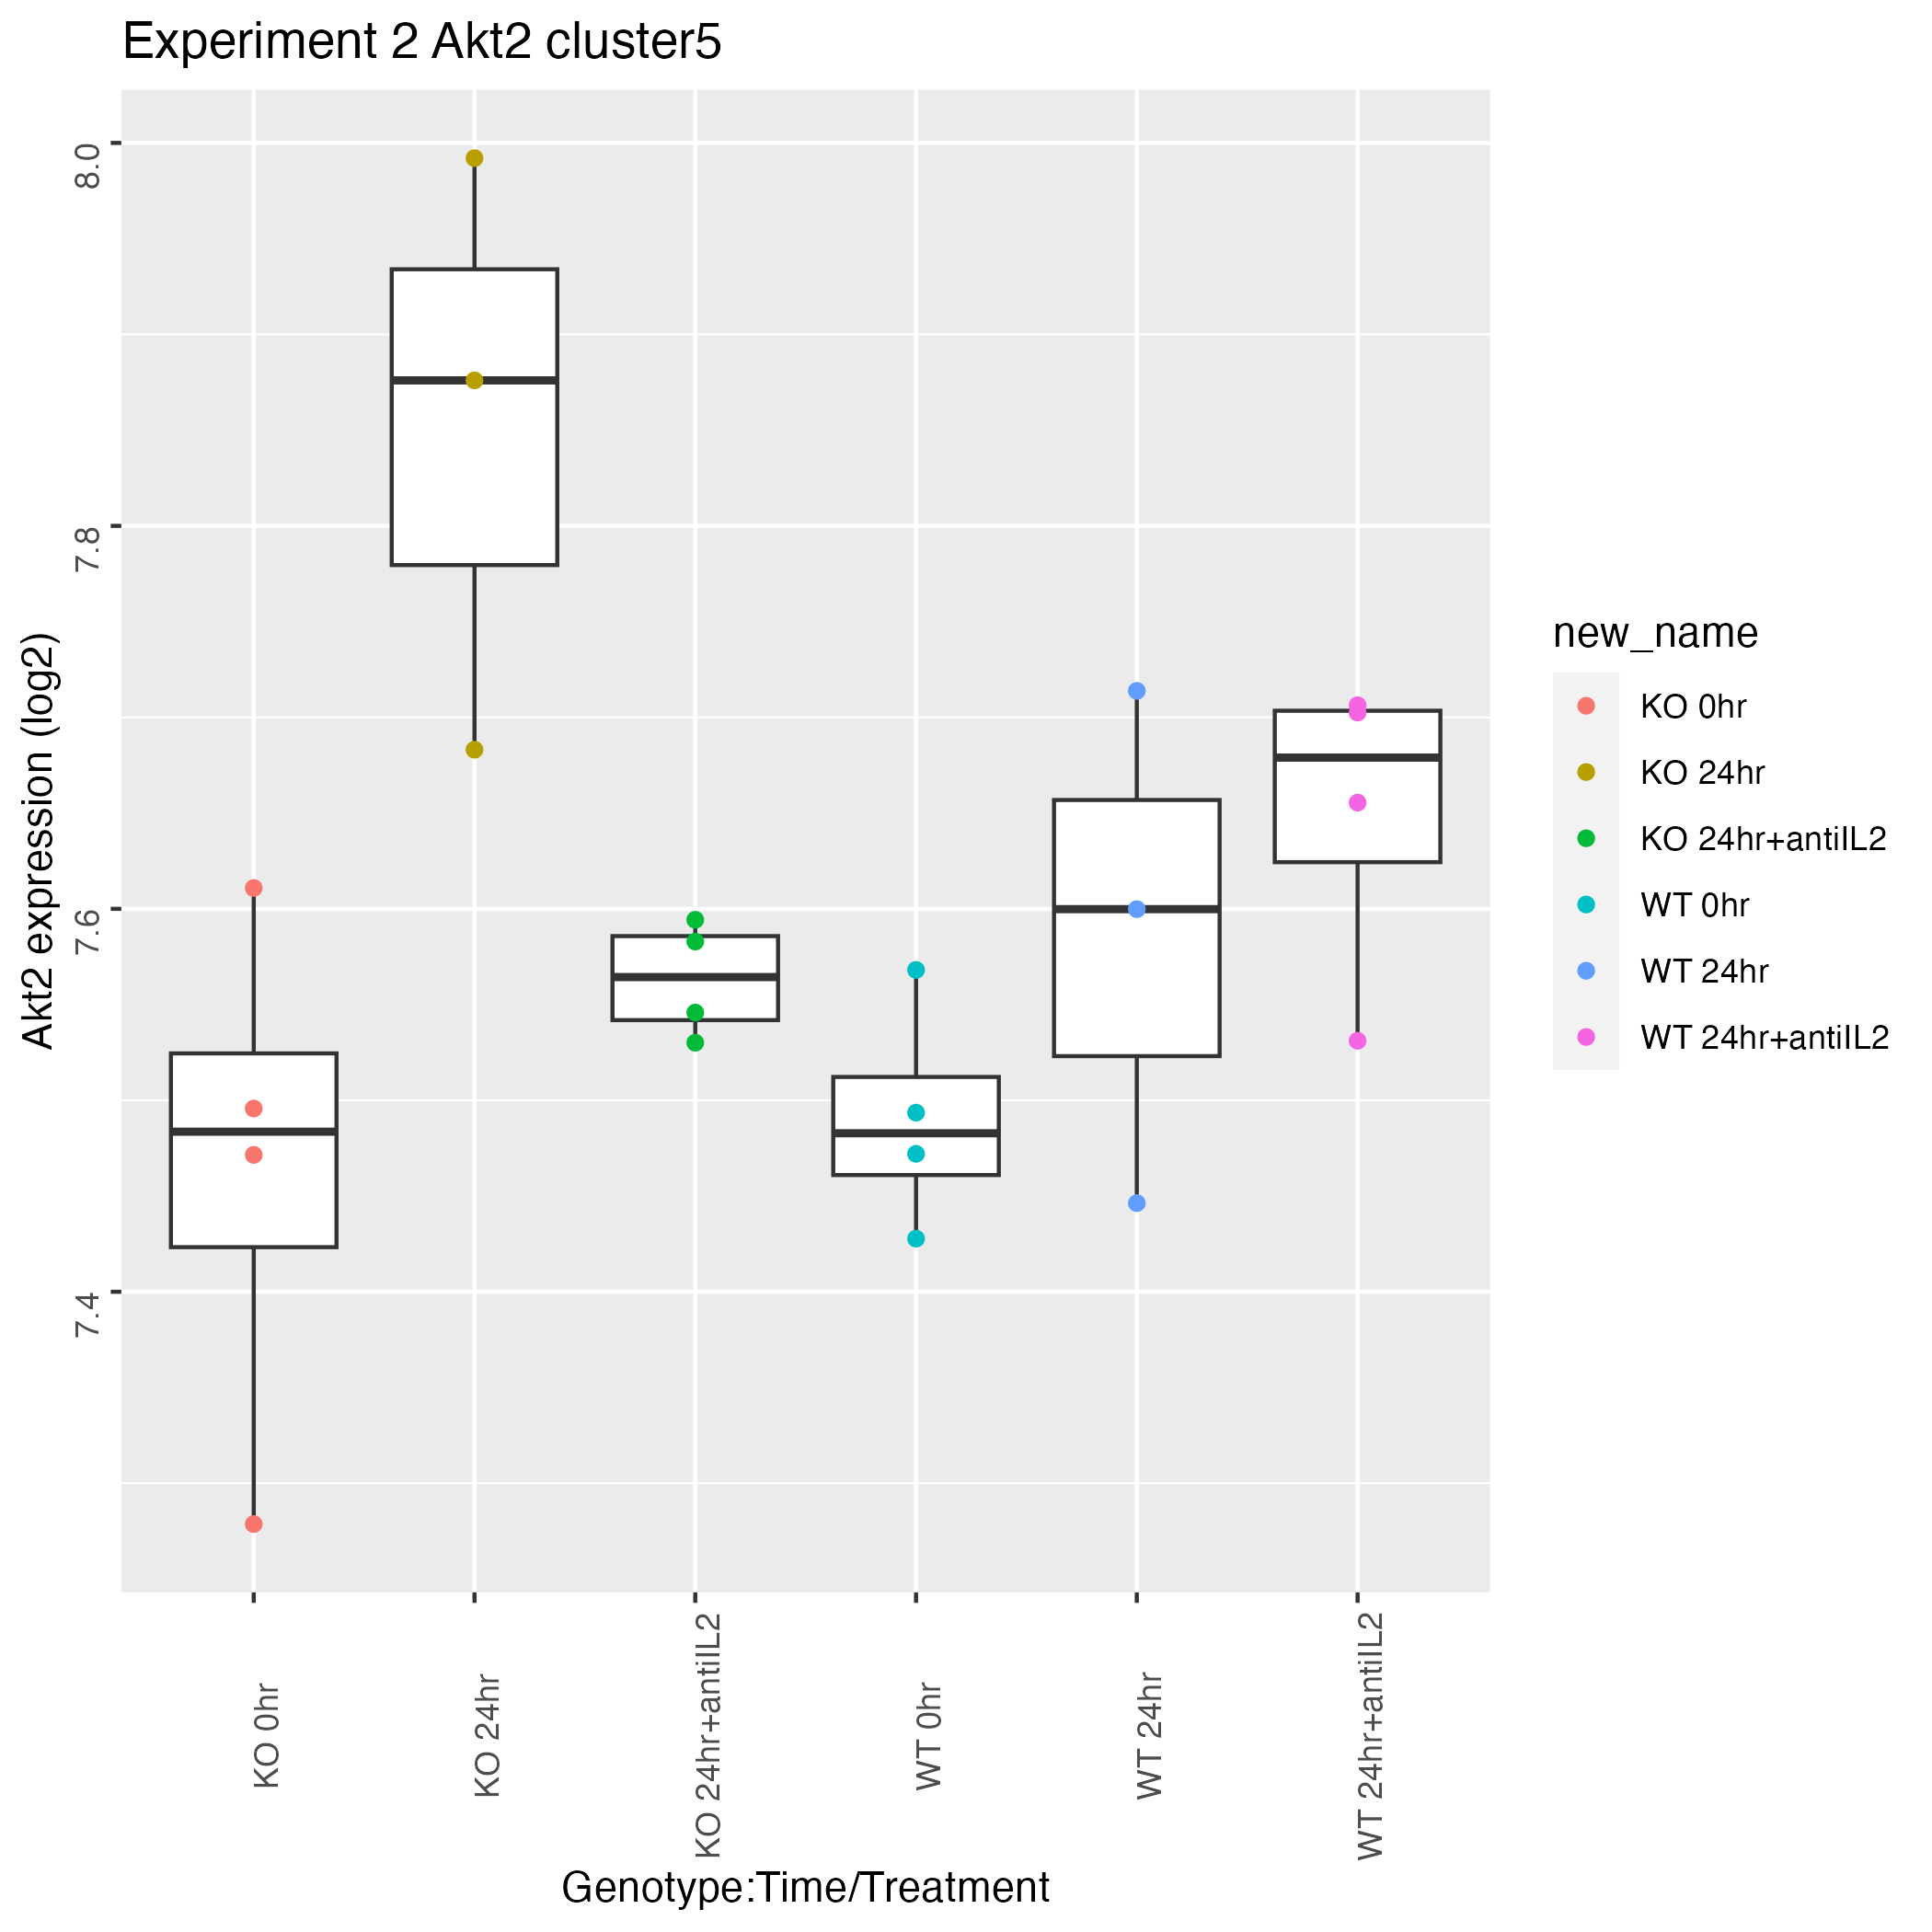 Experiment 2 Akt2 cluster5
Akt2 expression (log2)
8.0
7.8
7.6
7.4
KO 0hr
KO 24hr
KO 24hr+antiIL2
WT 0hr
WT 24hr
WT 24hr+antiIL2
Genotype:Time/Treatment
new_name
KO 0hr
KO 24hr
KO 24hr+antiIL2
WT 0hr
WT 24hr
WT 24hr+antiIL2